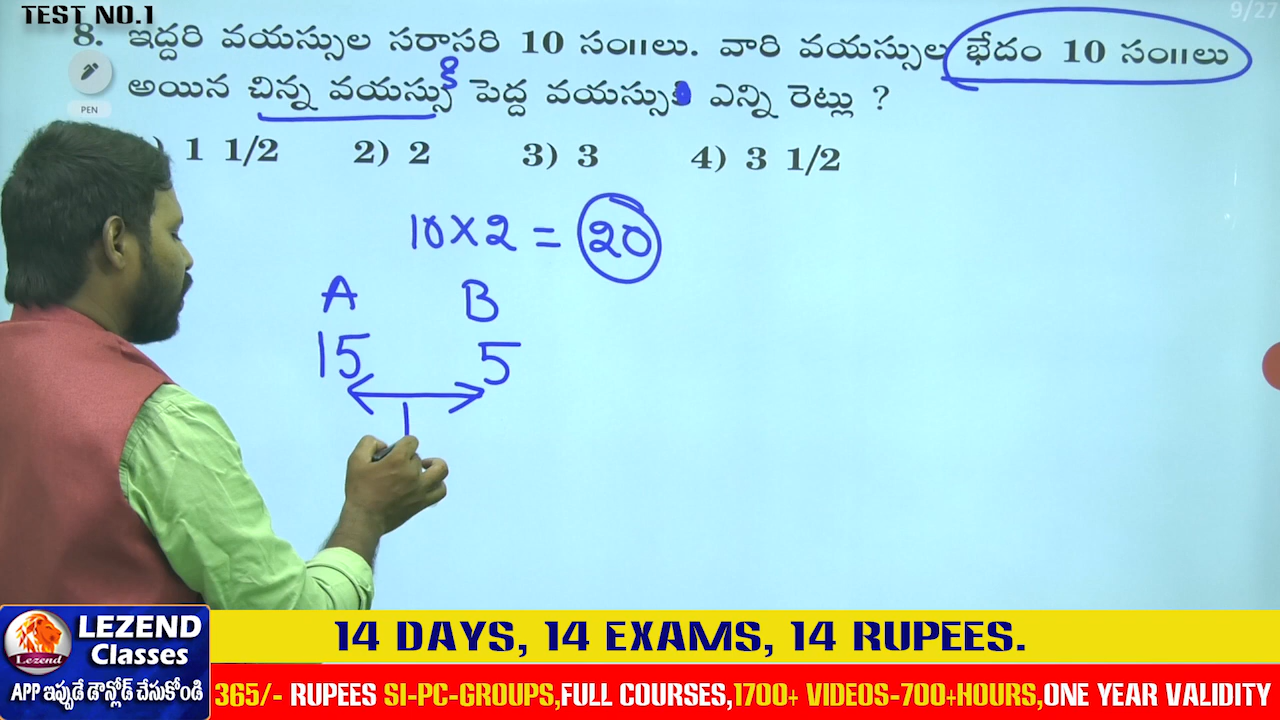 TEST NO.1
9/27
8. ఇద్దరి వయస్సుల సరాసరి 10 సం॥లు. వారి వయస్సుల భేదం 10 సం॥లు
PEN
అయిన చిన్న వయస్సుకి పెద్ద వయస్సు ఎన్ని రెట్లు ?
) 1 1/2 2) 2 3) 3 4) 3 1/2
10 × 2 = 20
A B
15 5
LEZEND
Classes
Lezend
APP ఇప్పుడే డౌన్లోడ్ చేసుకోండి
14 DAYS, 14 EXAMS, 14 RUPEES.
365/- RUPEES SI-PC-GROUPS,FULL COURSES,1700+ VIDEOS-700+HOURS,ONE YEAR VALIDITY